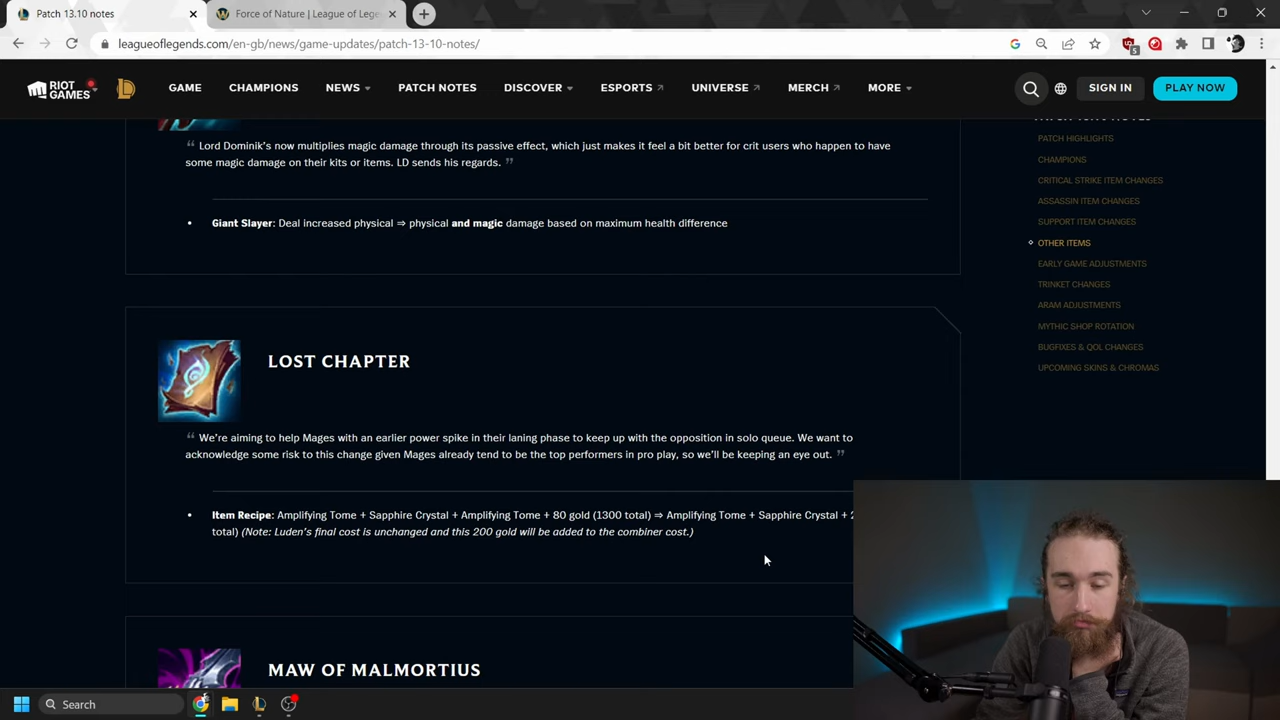 Patch 13.10 notes
Force of Nature | League of Lege
leagueoflegends.com/en-gb/news/game-updates/patch-13-10-notes/
5
RIOT GAMES
GAME
CHAMPIONS
NEWS
PATCH NOTES
DISCOVER
ESPORTS
UNIVERSE
MERCH
MORE
SIGN IN
PLAY NOW
“ Lord Dominik's now multiplies magic damage through its passive effect, which just makes it feel a bit better for crit users who happen to have
some magic damage on their kits or items. LD sends his regards. ”
• Giant Slayer: Deal increased physical ⇒ physical and magic damage based on maximum health difference
LOST CHAPTER
“ We're aiming to help Mages with an earlier power spike in their laning phase to keep up with the opposition in solo queue. We want to
acknowledge some risk to this change given Mages already tend to be the top performers in pro play, so we'll be keeping an eye out. ”
• Item Recipe: Amplifying Tome + Sapphire Crystal + Amplifying Tome + 80 gold (1300 total) ⇒ Amplifying Tome + Sapphire Crystal +
total) (Note: Luden's final cost is unchanged and this 200 gold will be added to the combiner cost.)
MAW OF MALMORTIUS
PATCH HIGHLIGHTS
CHAMPIONS
CRITICAL STRIKE ITEM CHANGES
ASSASSIN ITEM CHANGES
SUPPORT ITEM CHANGES
OTHER ITEMS
EARLY GAME ADJUSTMENTS
TRINKET CHANGES
ARAM ADJUSTMENTS
MYTHIC SHOP ROTATION
BUGFIXES & QOL CHANGES
UPCOMING SKINS & CHROMAS
Search